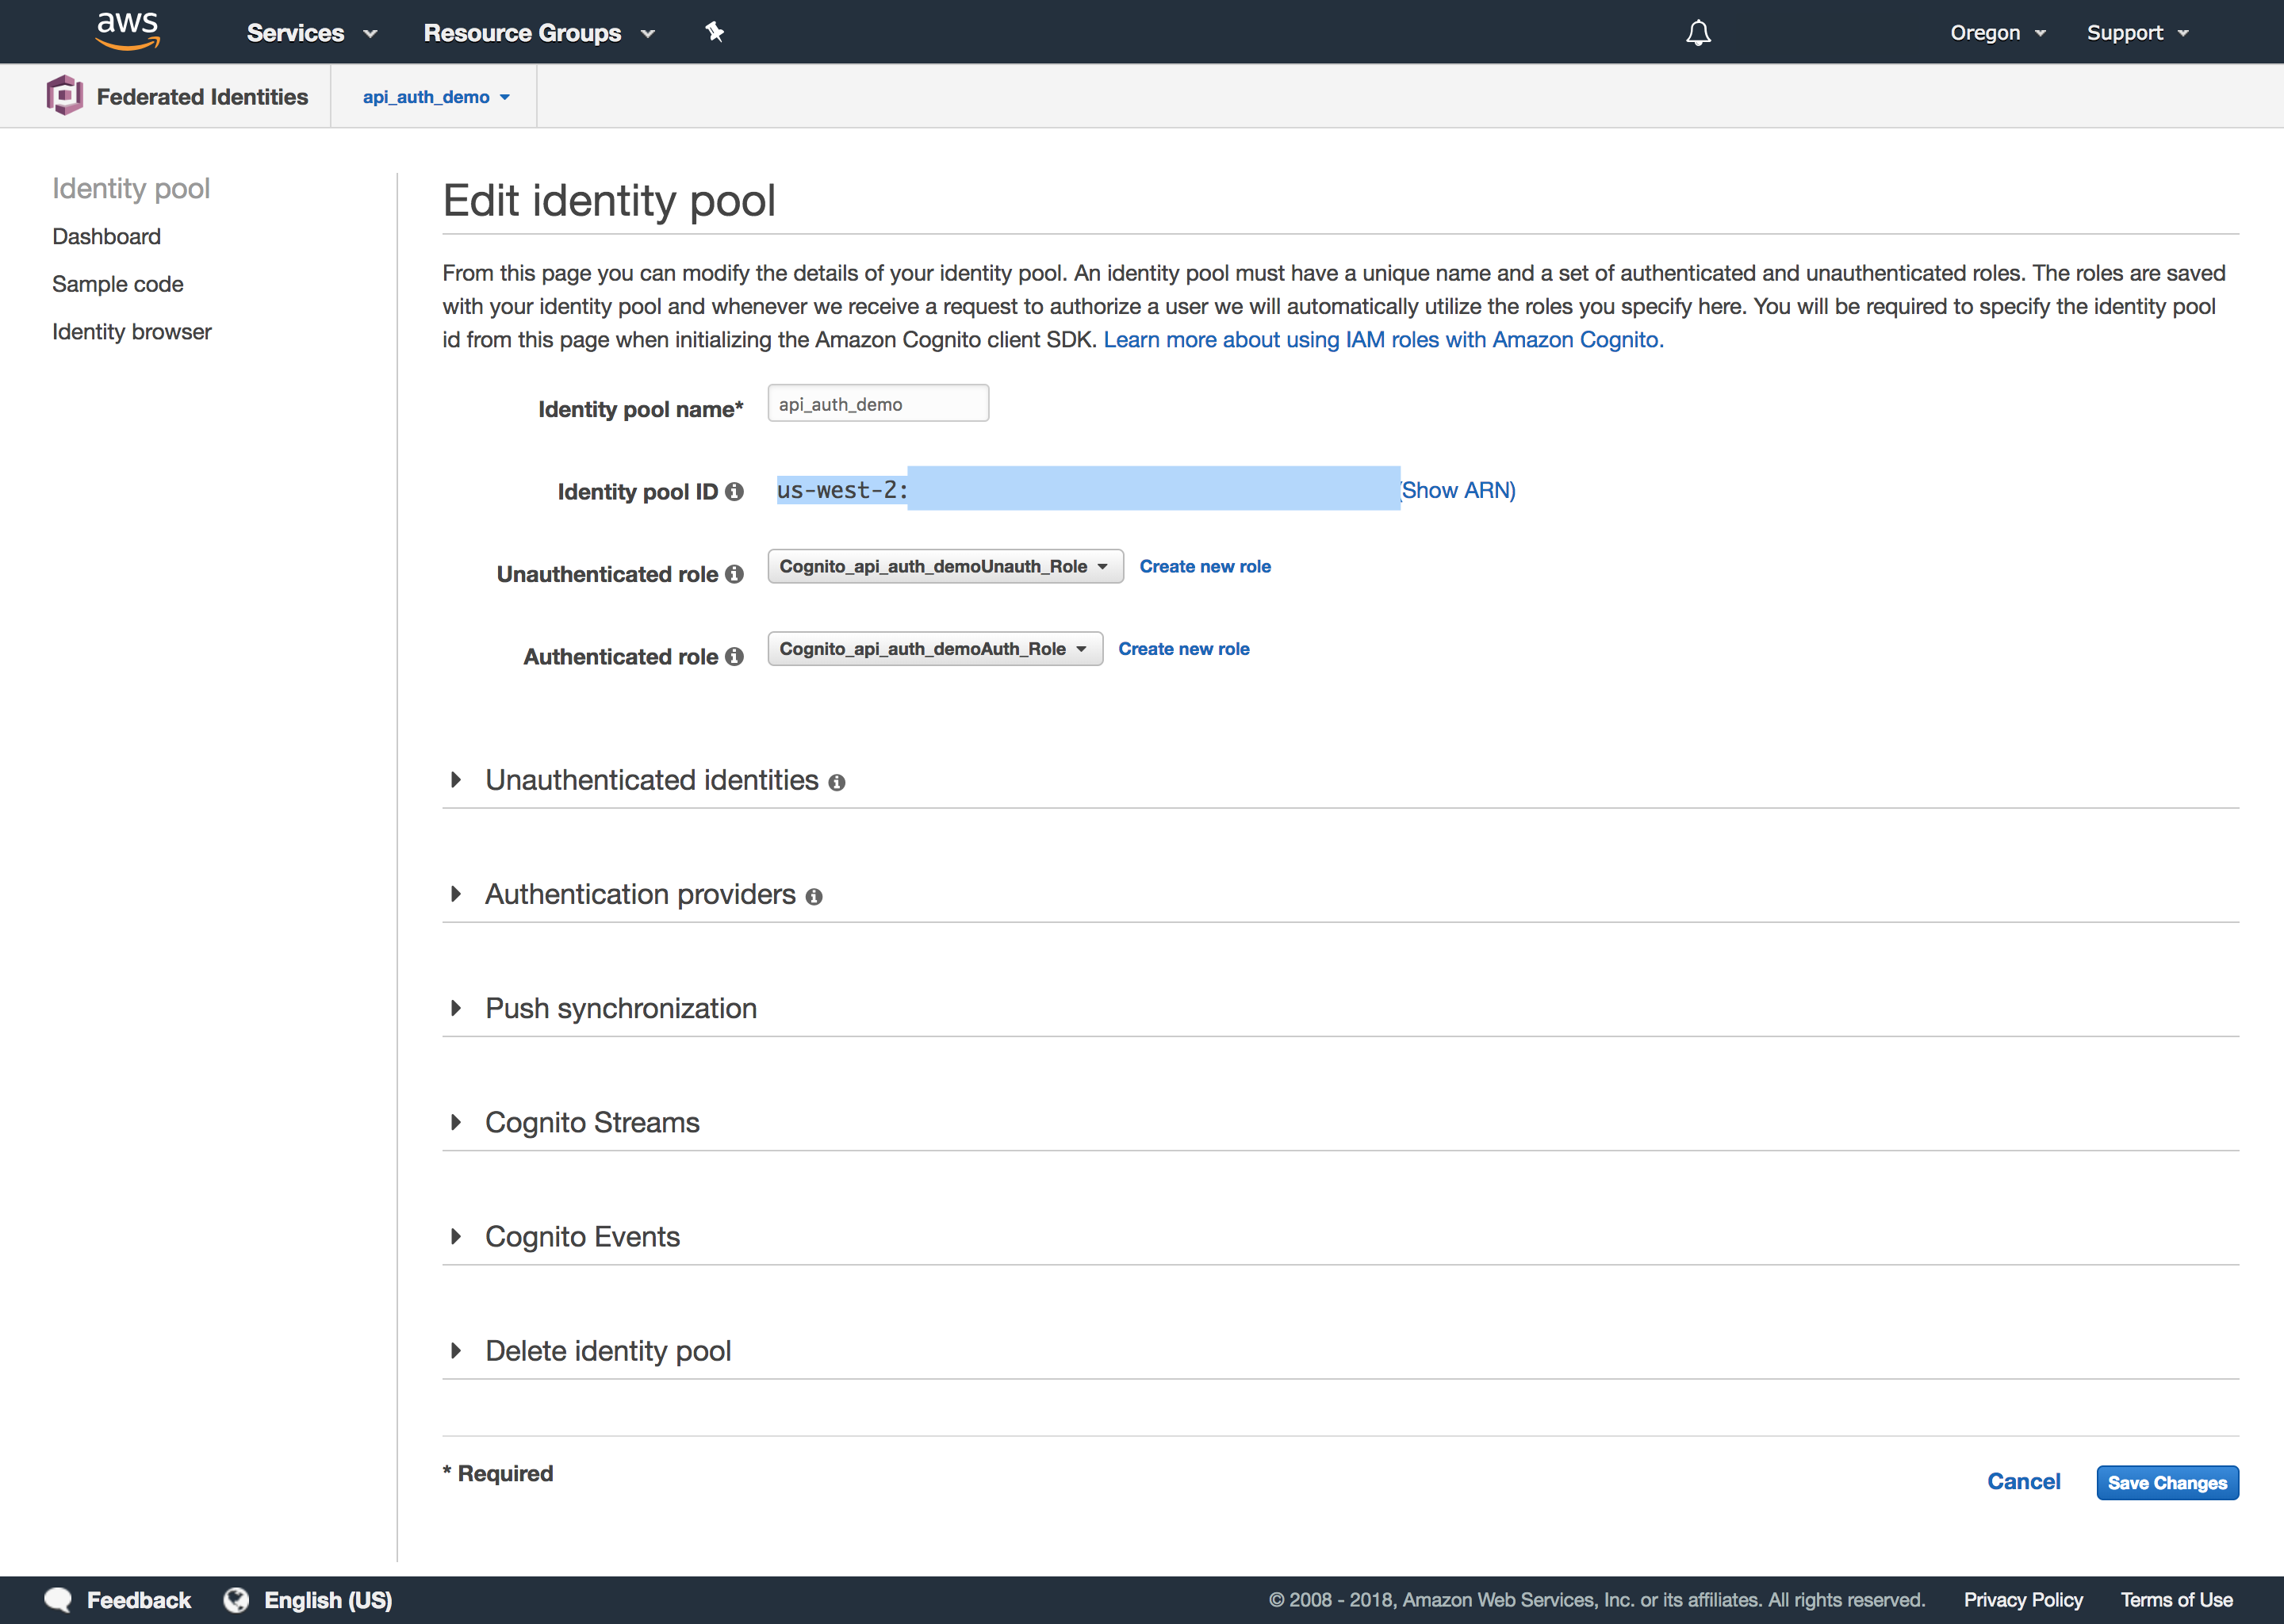 aws Services Resource Groups Oregon Support
Federated Identities api_auth_demo
Identity pool
Dashboard
Sample code
Identity browser
Edit identity pool
From this page you can modify the details of your identity pool. An identity pool must have a unique name and a set of authenticated and unauthenticated roles. The roles are saved
with your identity pool and whenever we receive a request to authorize a user we will automatically utilize the roles you specify here. You will be required to specify the identity pool
id from this page when initializing the Amazon Cognito client SDK. Learn more about using IAM roles with Amazon Cognito.
Identity pool name* api_auth_demo
Identity pool ID us-west-2: (Show ARN)
Unauthenticated role Cognito_api_auth_demoUnauth_Role Create new role
Authenticated role Cognito_api_auth_demoAuth_Role Create new role
Unauthenticated identities
Authentication providers
Push synchronization
Cognito Streams
Cognito Events
Delete identity pool
* Required
Cancel Save Changes
Feedback English (US) © 2008 - 2018, Amazon Web Services, Inc. or its affiliates. All rights reserved. Privacy Policy Terms of Use